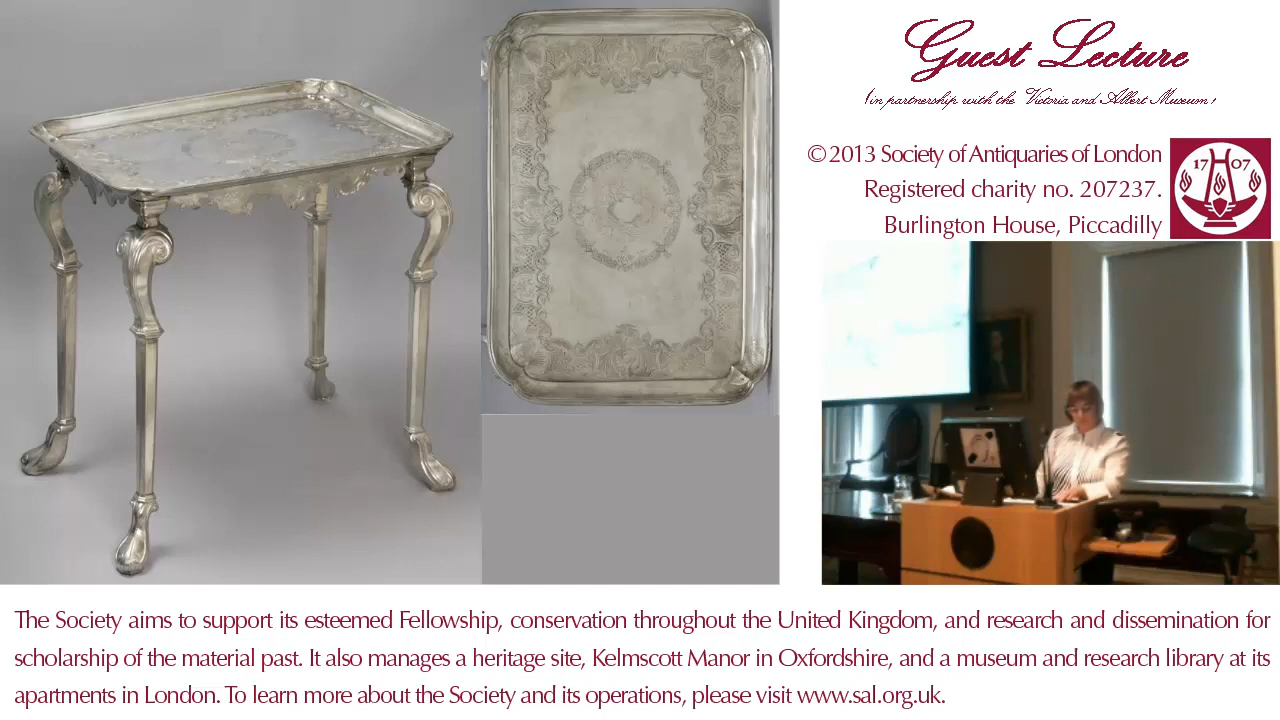 Guest Lecture
(in partnership with the Victoria and Albert Museum)
©2013 Society of Antiquaries of London
Registered charity no. 207237.
Burlington House, Piccadilly
17 07
The Society aims to support its esteemed Fellowship, conservation throughout the United Kingdom, and research and dissemination for
scholarship of the material past. It also manages a heritage site, Kelmscott Manor in Oxfordshire, and a museum and research library at its
apartments in London. To learn more about the Society and its operations, please visit www.sal.org.uk.